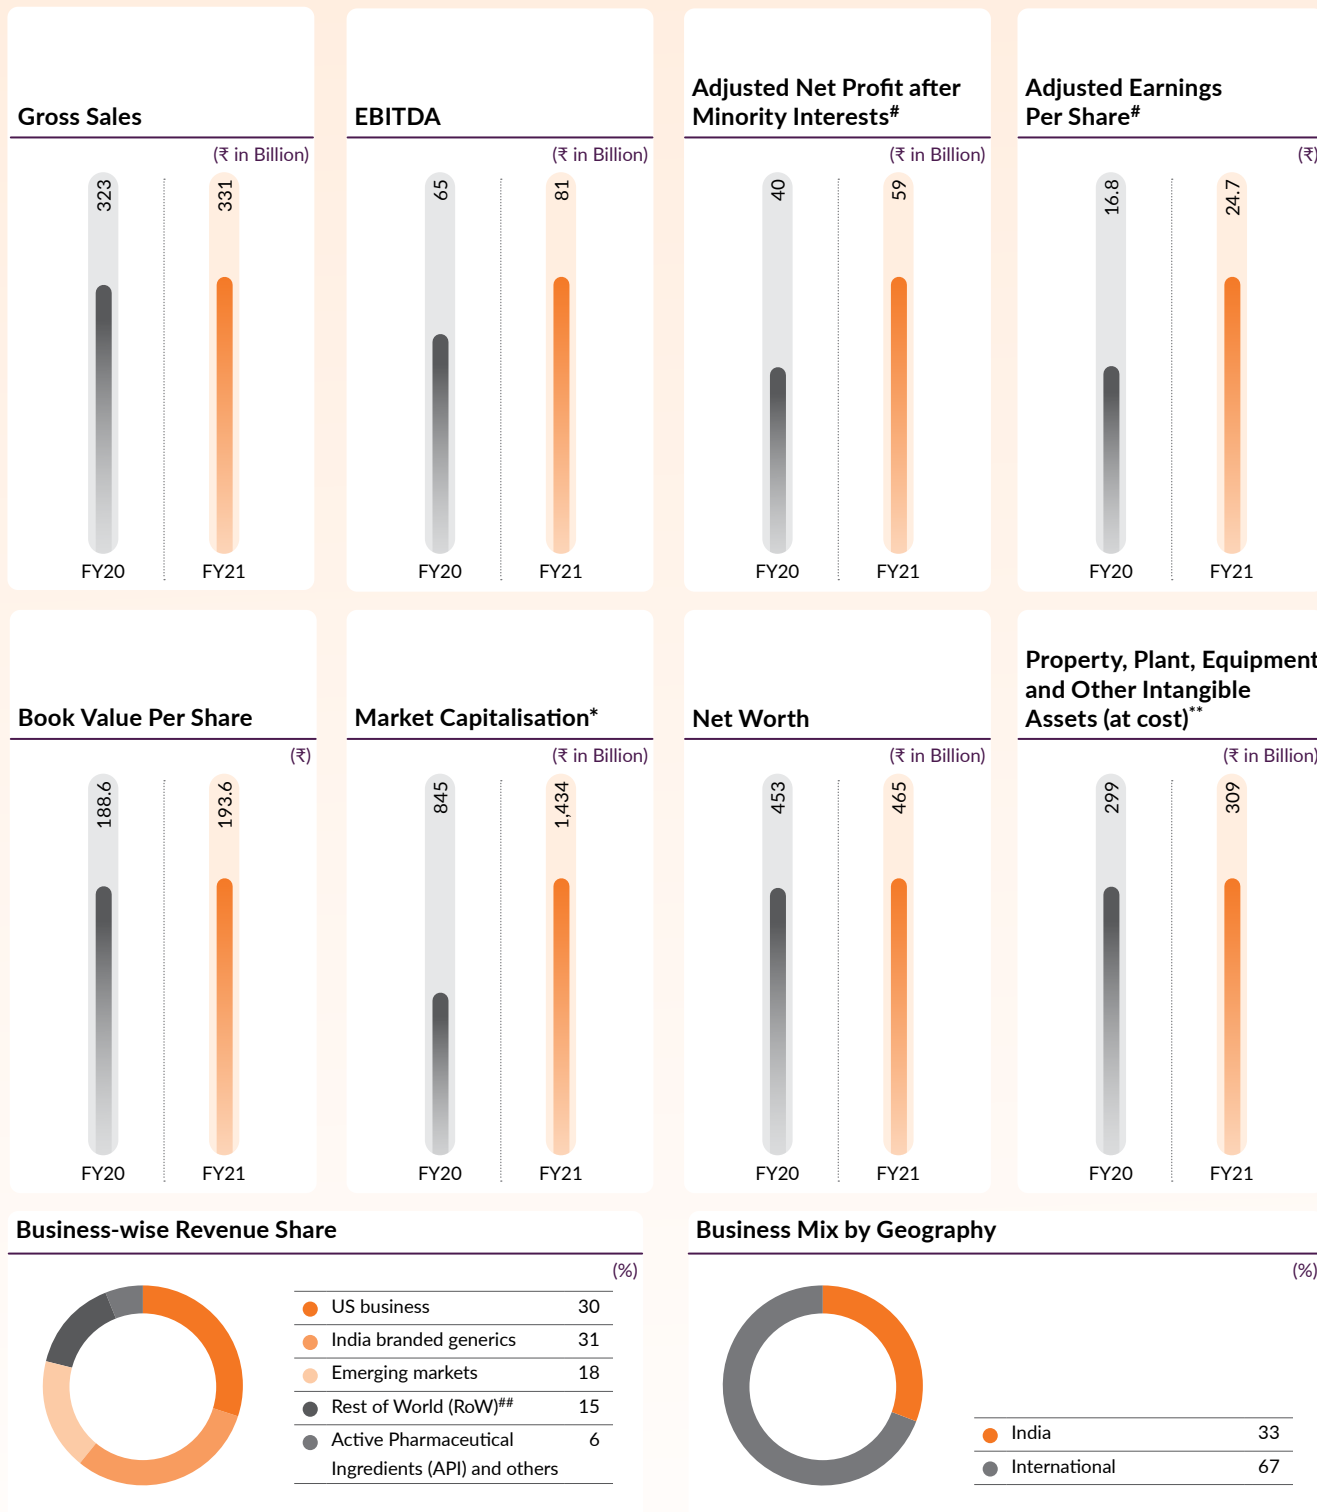 Gross Sales
(₹ in Billion)
323
331
FY20
FY21
EBITDA
(₹ in Billion)
65
81
FY20
FY21
Adjusted Net Profit after
Minority Interests#
(₹ in Billion)
40
59
FY20
FY21
Adjusted Earnings
Per Share#
(₹)
16.8
24.7
FY20
FY21
Book Value Per Share
(₹)
188.6
193.6
FY20
FY21
Market Capitalisation*
(₹ in Billion)
845
1,434
FY20
FY21
Net Worth
(₹ in Billion)
453
465
FY20
FY21
Property, Plant, Equipment
and Other Intangible
Assets (at cost)**
(₹ in Billion)
299
309
FY20
FY21
Business-wise Revenue Share
(%)
US business 30
India branded generics 31
Emerging markets 18
Rest of World (RoW)## 15
Active Pharmaceutical 6
Ingredients (API) and others
Business Mix by Geography
(%)
India 33
International 67